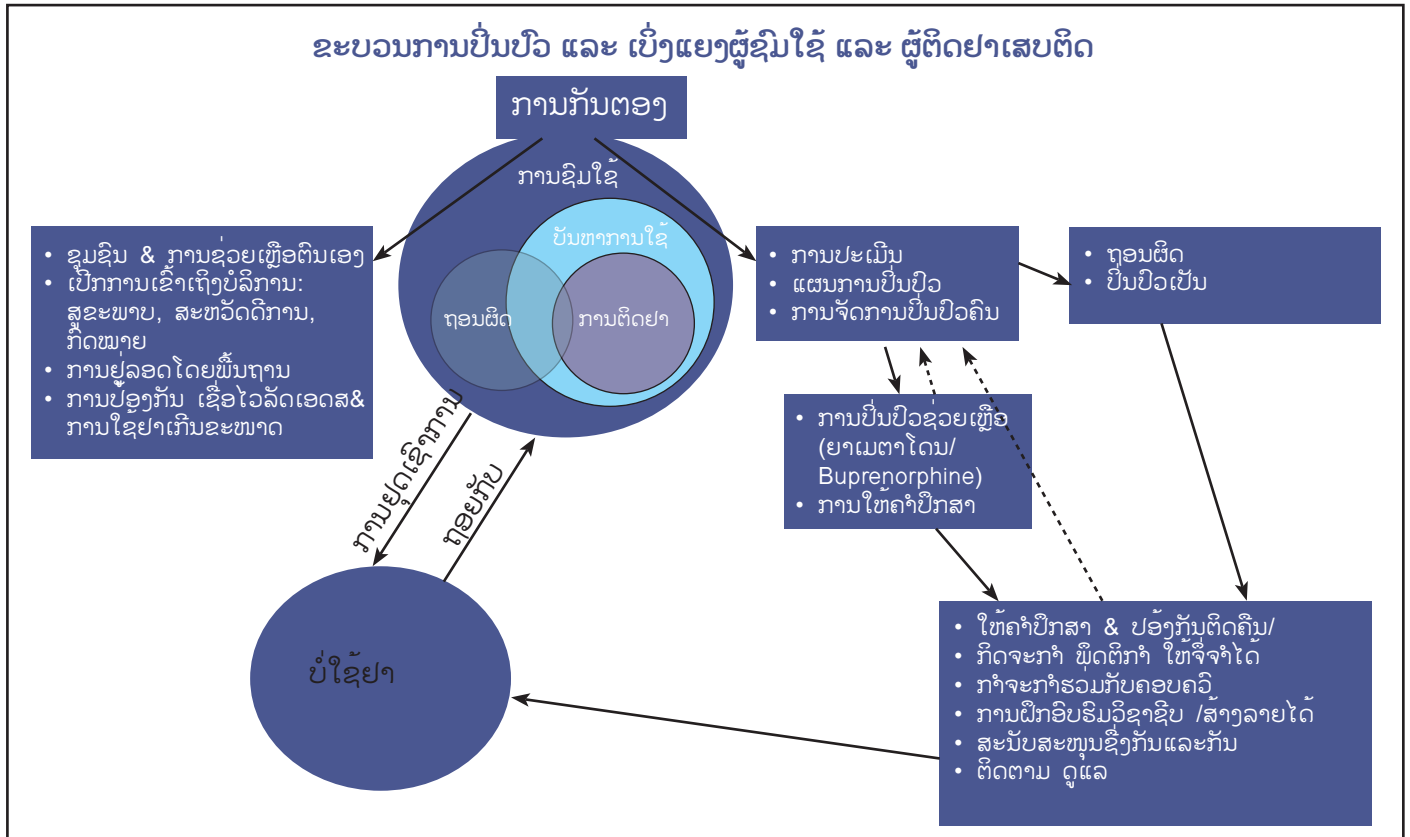 ຂະບວນການປິ່ນປົວ ແລະ ເບິ່ງແຍງຜູ້ຊົມໃຊ້ ແລະ ຜູ້ຕິດຢາເສບຕິດ
ການກັນຕອງ
ການຊົມໃຊ້
ບັນຫາການໃຊ້
ຖອນຜິດ
ການຕິດຢາ
• ຊຸມຊົນ & ການຊ່ວຍເຫຼືອຕົນເອງ
• ເປີກການເຂົ້າເຖິງບໍລິການ:
ສູຂະພາບ, ສະຫວັດດີການ,
ກົດໝາຍ
• ການຢູ່ລອດໂດຍພື້ນຖານ
• ການປ້ອງກັນ ເຊື່ອໄວລັດເອດສ&
ການໃຊ້ຢາເກີນຂະໜາດ
• ການປະເມີນ
• ແຜນການປິ່ນປົວ
• ການຈັດການປິ່ນປົວຄົນ
• ຖອນຜິດ
• ປິ່ນປົວເປັນ
• ການປິ່ນປົວຊ່ວຍເຫຼືອ
(ຍາເມຕາໂດນ/
Buprenorphine)
• ການໃຫ້ຄຳປຶກສາ
ການຢຸດເຊົາການ
ຖອຍກັບ
ບໍ່ໃຊ້ຢາ
• ໃຫ້ຄຳປຶກສາ & ປອ້ງກັນຕິດຄືນ/
• ກິດຈະກຳ ພຶດຕິກຳ ໃຫ້ຈື່ຈຳໄດ້
• ກຳຈະກຳຮວ່ມກັບຄອບຄວົ
• ການຝຶກອົບຮົມວິຊາຊີບ /ສ້າງລາຍໄດ້
• ສະນັບສະໜຸນຊຶ່ງກັນແລະກັນ
• ຕິດຕາມ ດູແລ